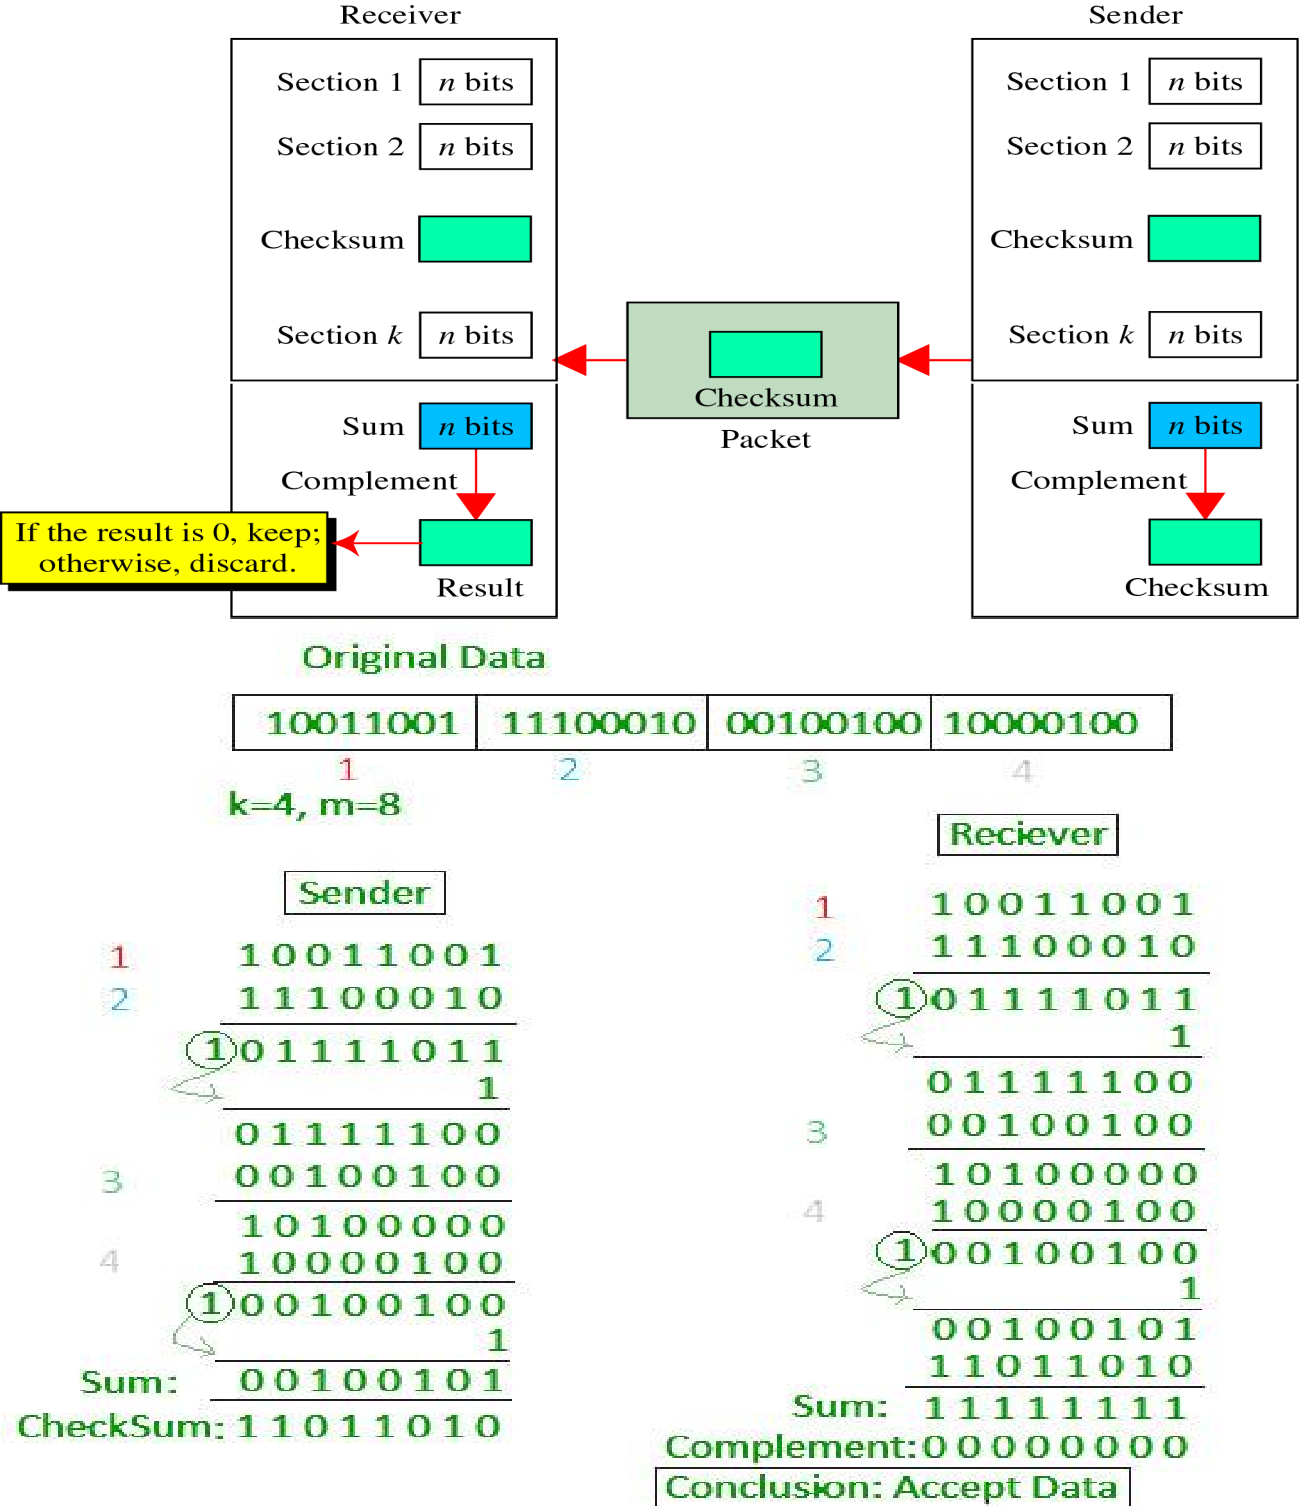 Receiver
Sender
Section 1 n bits
Section 2 n bits
Checksum
Section k n bits
Sum n bits
Complement
If the result is 0, keep;
otherwise, discard.
Result
Checksum
Packet
Section 1 n bits
Section 2 n bits
Checksum
Section k n bits
Sum n bits
Complement
Checksum
Original Data
10011001 11100010 00100100 10000100
1 2 3 4
k=4, m=8
Sender
1 10011001
2 11100010
1 01111011
1
01111100
3 00100100
10100000
4 10000100
1 00100100
1
Sum: 00100101
CheckSum: 11011010
Reciever
1 10011001
2 11100010
1 01111011
1
01111100
3 00100100
10100000
4 10000100
1 00100100
1
00100101
11011010
Sum: 11111111
Complement: 00000000
Conclusion: Accept Data